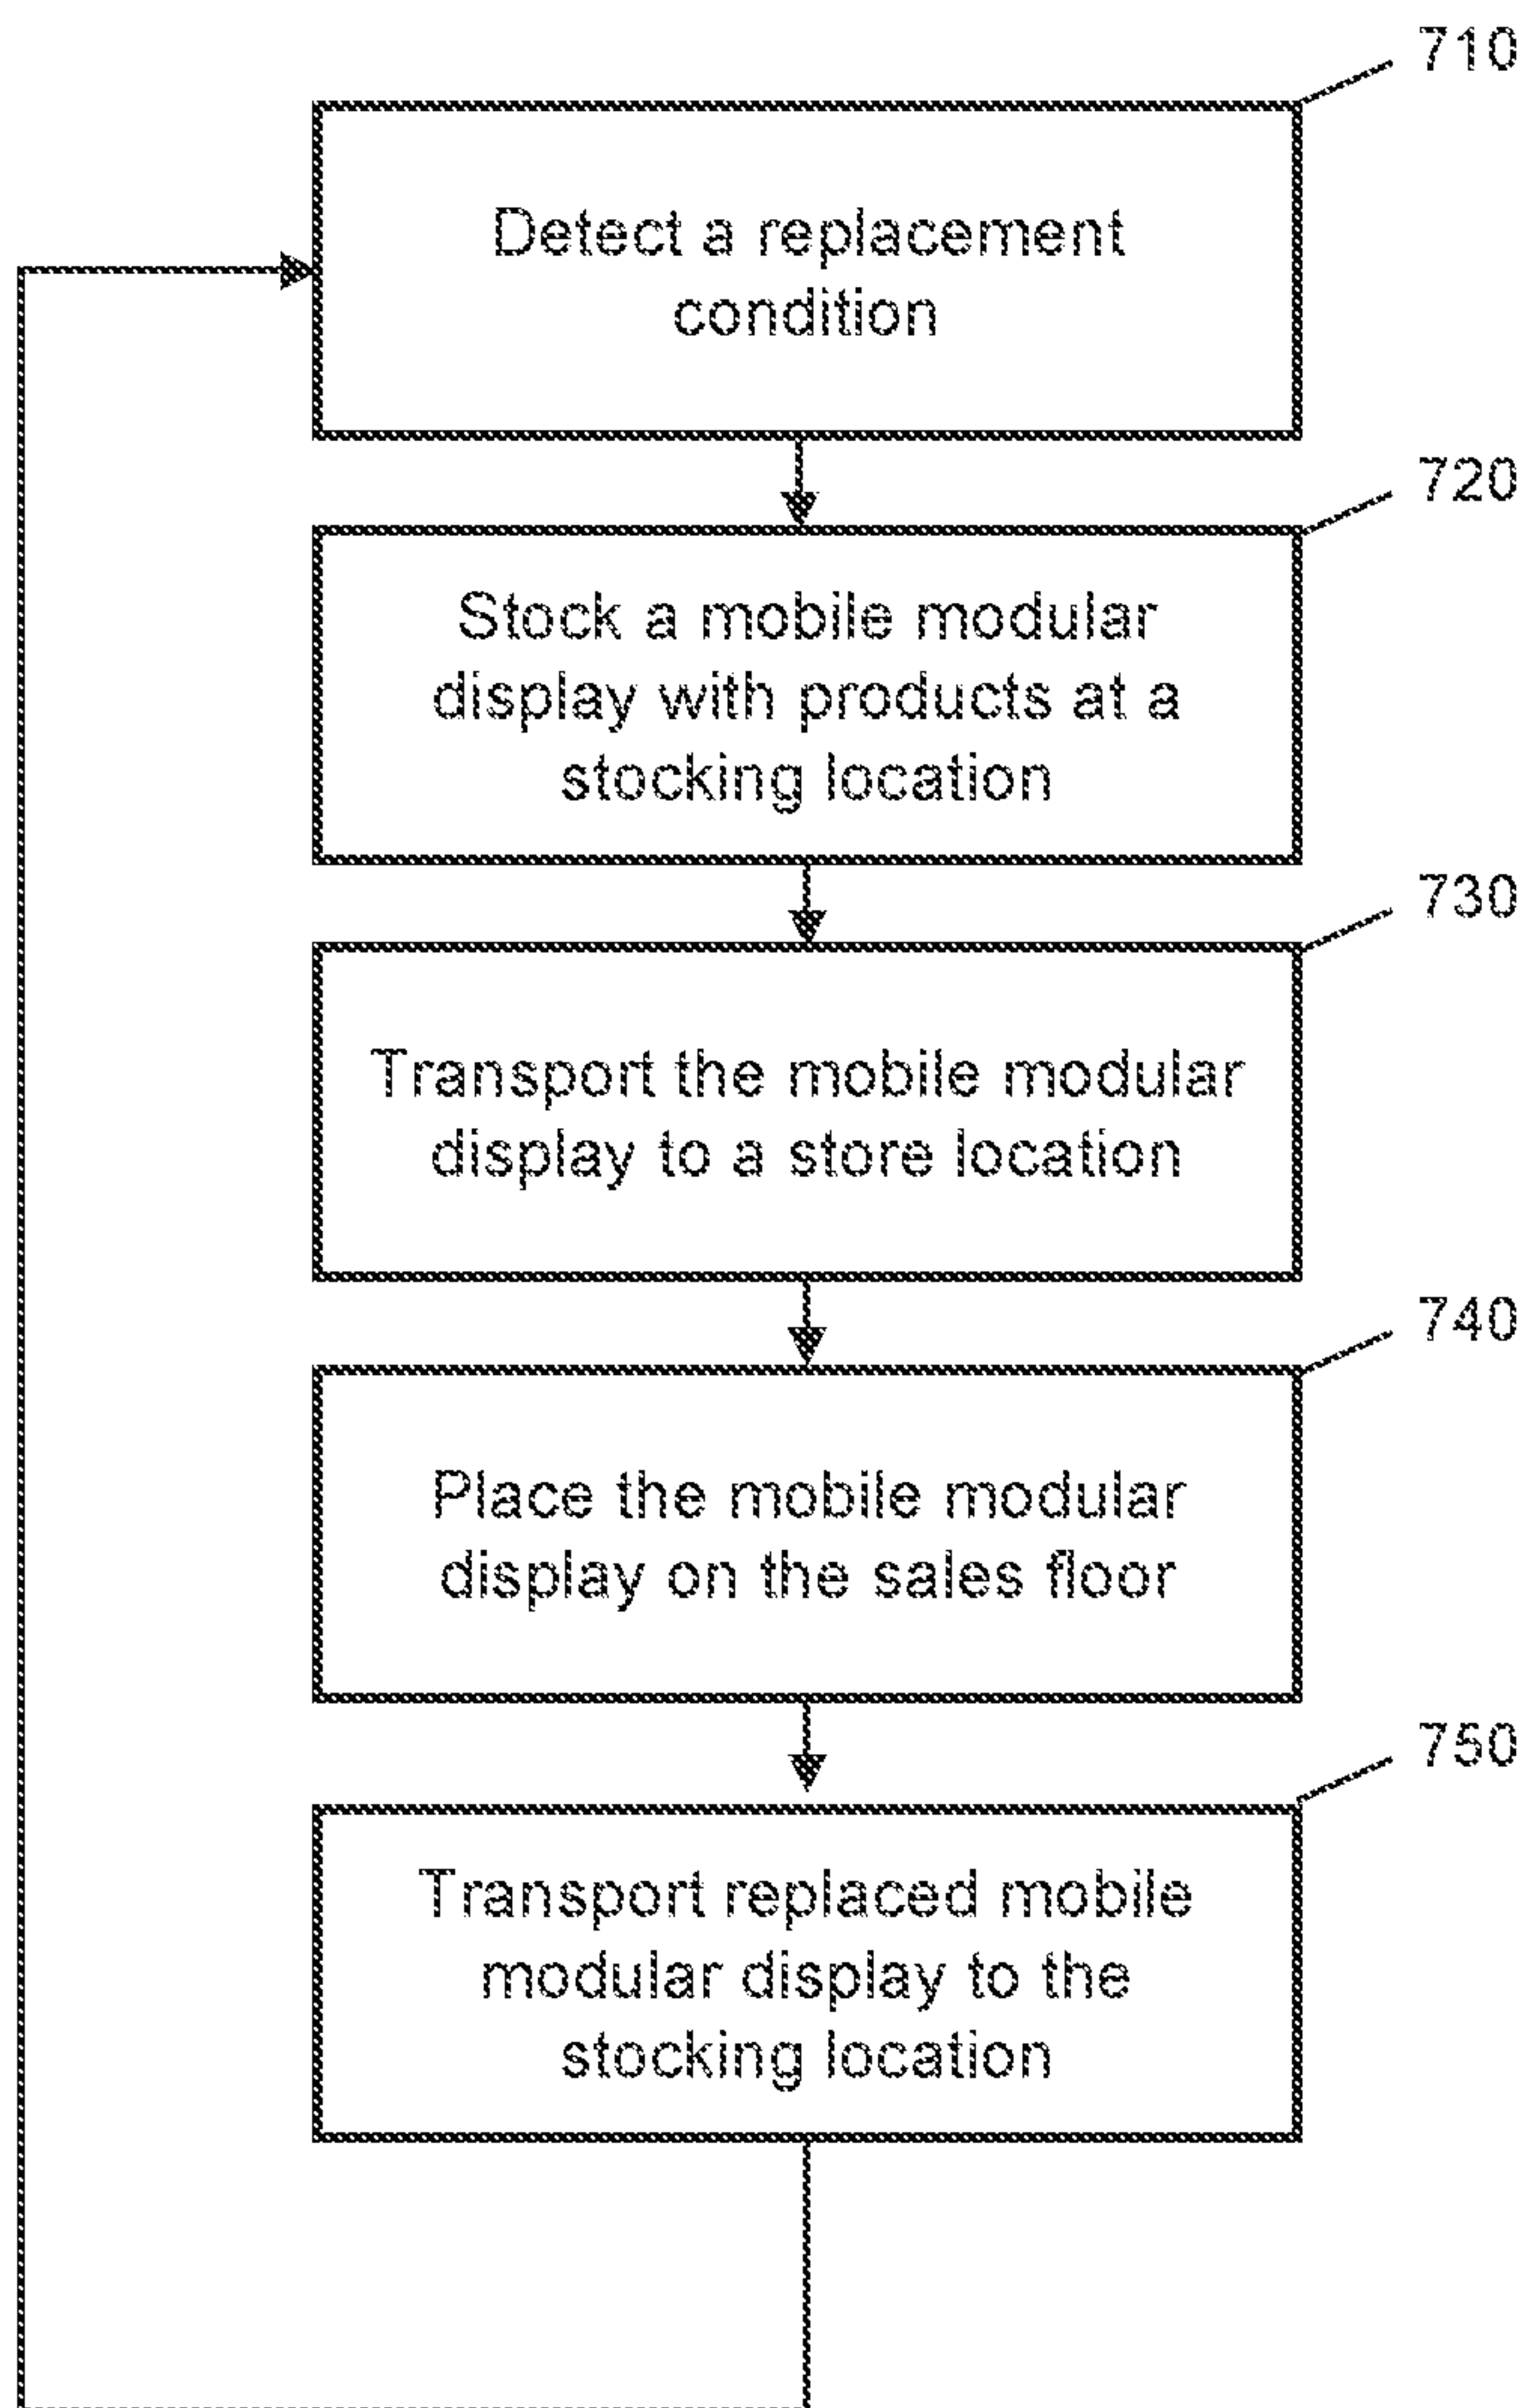 710
Detect a replacement
condition
720
Stock a mobile modular
display with products at a
stocking location
730
Transport the mobile modular
display to a store location
740
Place the mobile modular
display on the sales floor
750
Transport replaced mobile
modular display to the
stocking location